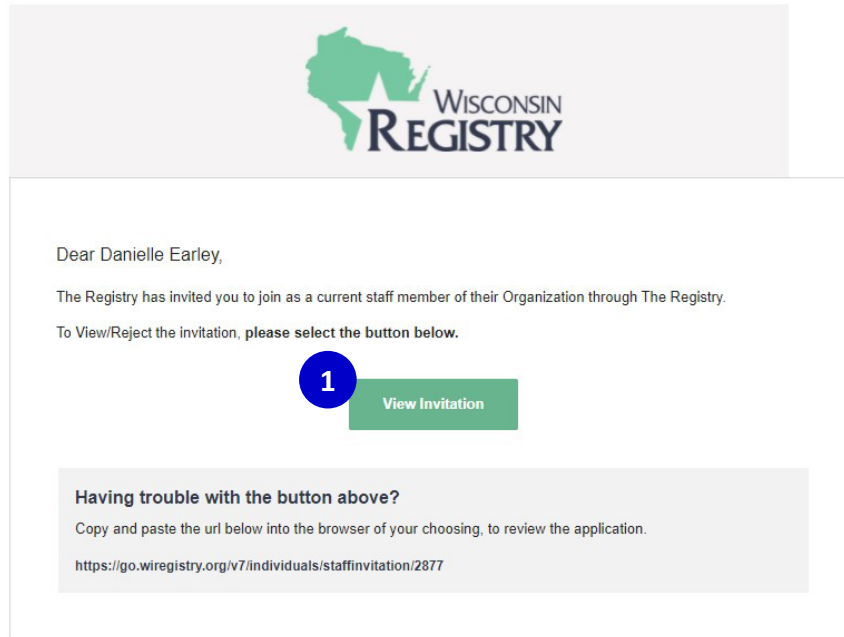 WISCONSIN
REGISTRY
Dear Danielle Earley,
The Registry has invited you to join as a current staff member of their Organization through The Registry.
To View/Reject the invitation, please select the button below.
1
View Invitation
Having trouble with the button above?
Copy and paste the url below into the browser of your choosing, to review the application.
https://go.wiregistry.org/v7/individuals/staffinvitation/2877